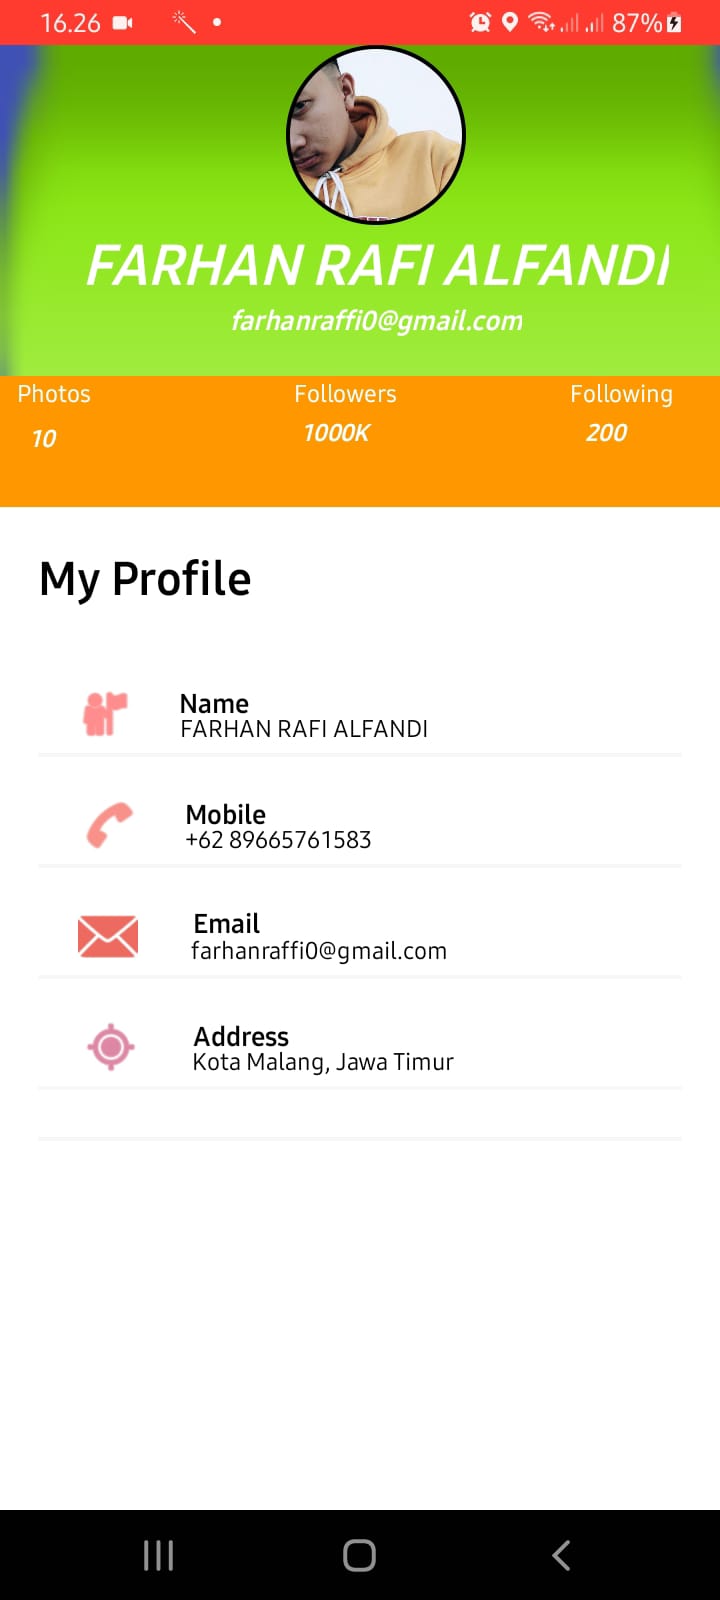 16.26 87%
FARHAN RAFI ALFANDI
farhanraffi0@gmail.com
Photos Followers Following
10 1000K 200
My Profile
Name
FARHAN RAFI ALFANDI
Mobile
+62 89665761583
Email
farhanraffi0@gmail.com
Address
Kota Malang, Jawa Timur